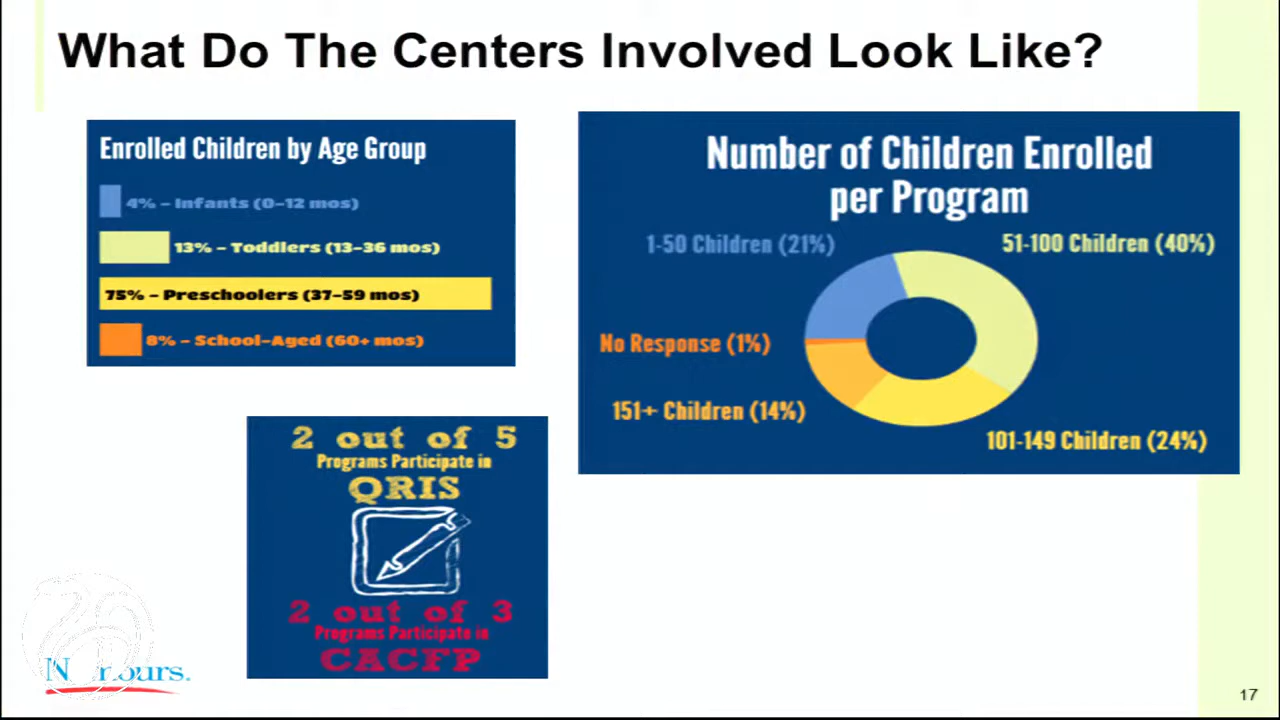 What Do The Centers Involved Look Like?
Enrolled Children by Age Group
4% – Infants (0–12 mos)
13% – Toddlers (13–36 mos)
75% – Preschoolers (37–59 mos)
8% – School-Aged (60+ mos)
Number of Children Enrolled
per Program
1-50 Children (21%)
51-100 Children (40%)
No Response (1%)
151+ Children (14%)
101-149 Children (24%)
2 out of 5
Programs Participate in
QRIS
2 out of 3
Programs Participate in
CACFP
17